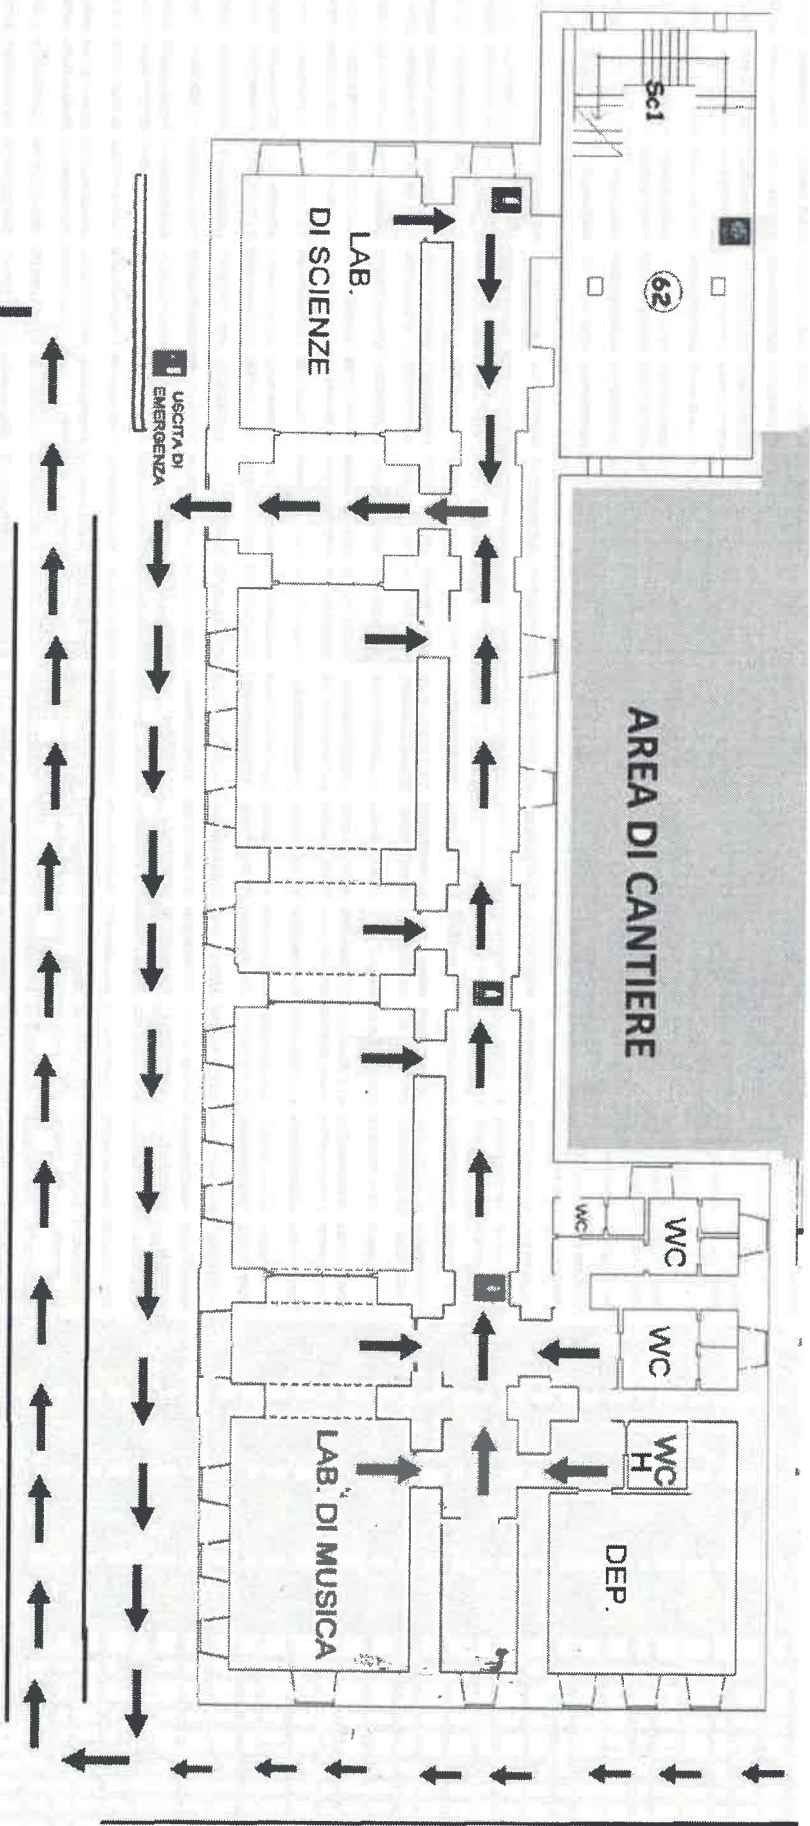 Sc1
62
LAB.
DI SCIENZE
USCITA DI
EMERGENZA
AREA DI CANTIERE
WC
WC
WC
WC
H
DEP.
LAB. DI MUSICA